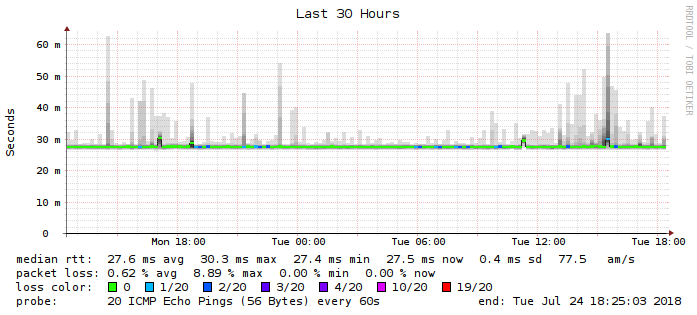 Last 30 Hours
RRDTOOL / TOBI OETIKER
Seconds
60 m
50 m
40 m
30 m
20 m
10 m
0
Mon 18:00 Tue 00:00 Tue 06:00 Tue 12:00 Tue 18:00
median rtt: 27.6 ms avg 30.3 ms max 27.4 ms min 27.5 ms now 0.4 ms sd 77.5 am/s
packet loss: 0.62 % avg 8.89 % max 0.00 % min 0.00 % now
loss color: 0 1/20 2/20 3/20 4/20 10/20 19/20
probe: 20 ICMP Echo Pings (56 Bytes) every 60s end: Tue Jul 24 18:25:03 2018